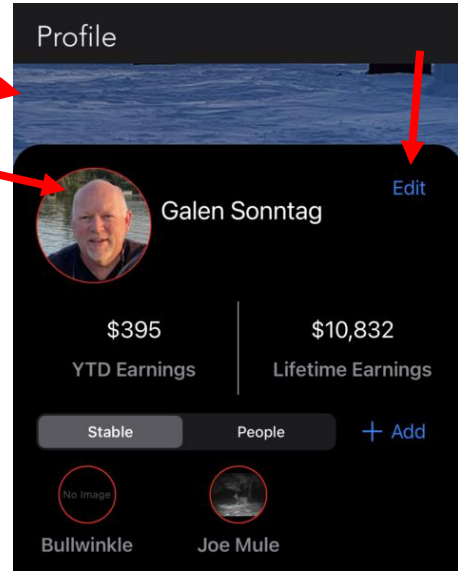 Profile
Edit
Galen Sonntag
$395 $10,832
YTD Earnings Lifetime Earnings
Stable People + Add
No Image
Bullwinkle Joe Mule